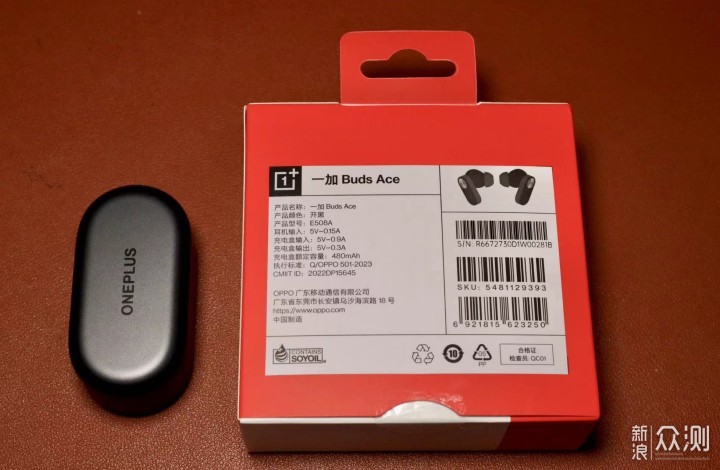 ONEPLUS
1+
一加 Buds Ace
产品名称：一加 Buds Ace
产品颜色：开黑
产品型号：E508A
耳机输入：5V⎓0.15A
充电盒输入：5V⎓0.9A
充电盒输出：5V⎓0.3A
充电盒额定容量：480mAh
执行标准：Q/OPPO 501-2023
CMIIT ID：2022DP15645
OPPO 广东移动通信有限公司
广东省东莞市长安镇乌沙海滨路 18 号
https://www.oppo.com
中国制造
S/N: R6672730D1W00281B
SKU: 5481129393
6 921815 623250
CONTAINS
SOYOIL
10
05
PP
合格证
检查员: QC01
新浪
众测